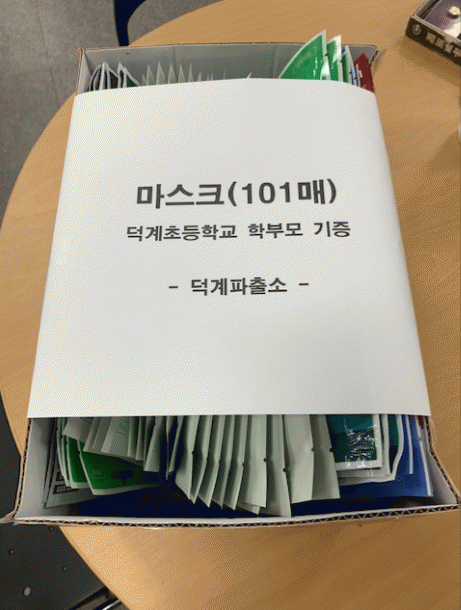 마스크(101매)
덕계초등학교 학부모 기증
- 덕계파출소 -